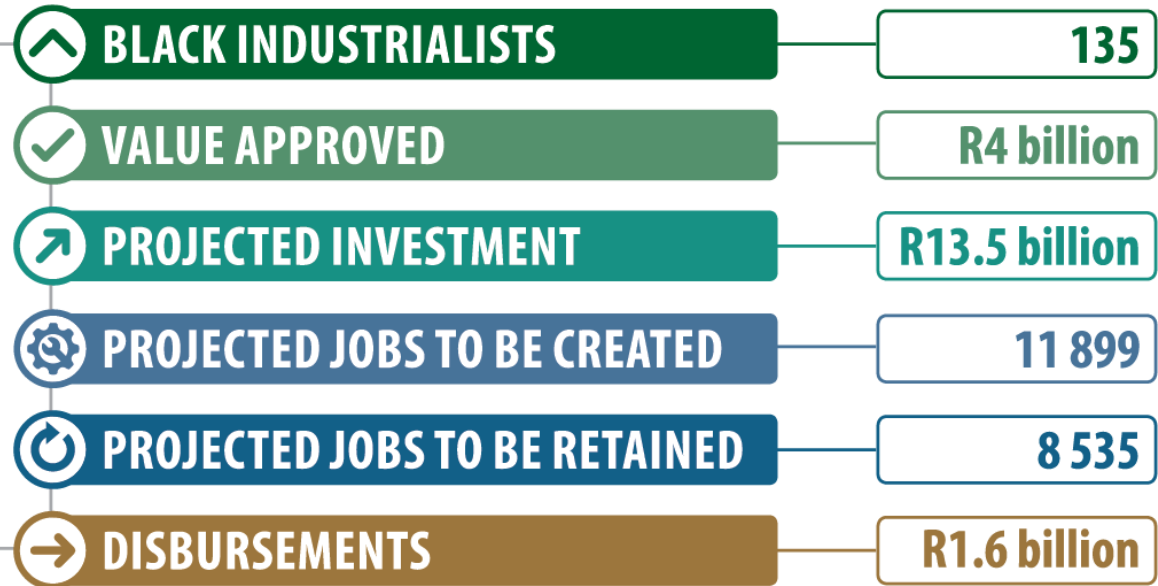 BLACK INDUSTRIALISTS 135
VALUE APPROVED R4 billion
PROJECTED INVESTMENT R13.5 billion
PROJECTED JOBS TO BE CREATED 11 899
PROJECTED JOBS TO BE RETAINED 8 535
DISBURSEMENTS R1.6 billion